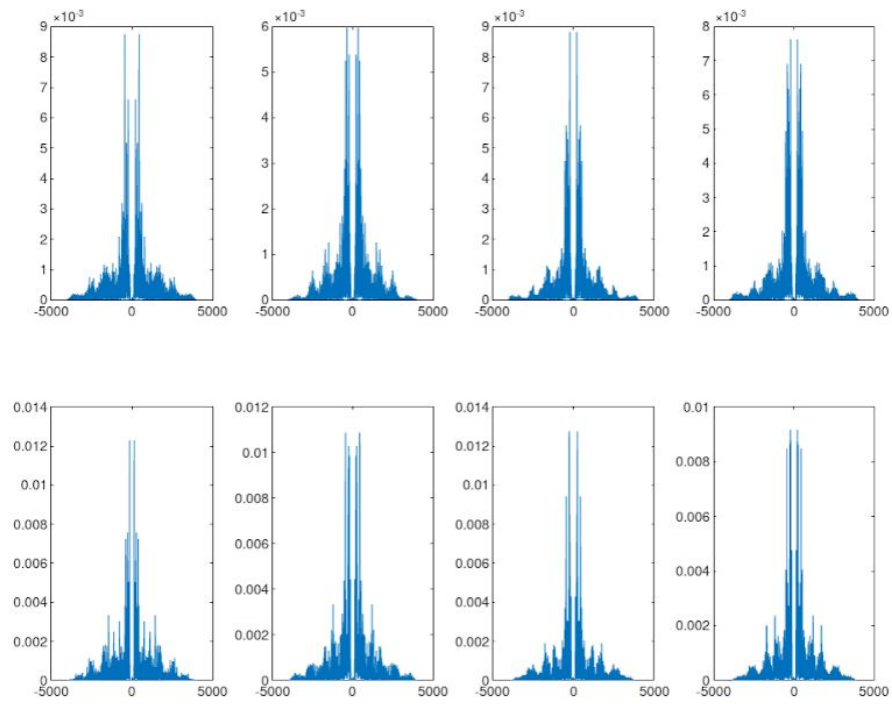 ×10⁻³ ×10⁻³ ×10⁻³ ×10⁻³
9 6 9 8
8 5 8 7
7 4 7 6
6 3 6 5
5 2 5 4
4 1 4 3
3 0 3 2
2 2 1
1 1 0
0 0
-5000 0 5000 -5000 0 5000 -5000 0 5000 -5000 0 5000
0.014 0.012 0.014 0.01
0.012 0.01 0.012 0.008
0.01 0.008 0.01 0.006
0.008 0.006 0.008 0.004
0.006 0.004 0.006 0.002
0.004 0.002 0.004 0
0.002 0 0.002
0 0
-5000 0 5000 -5000 0 5000 -5000 0 5000 -5000 0 5000